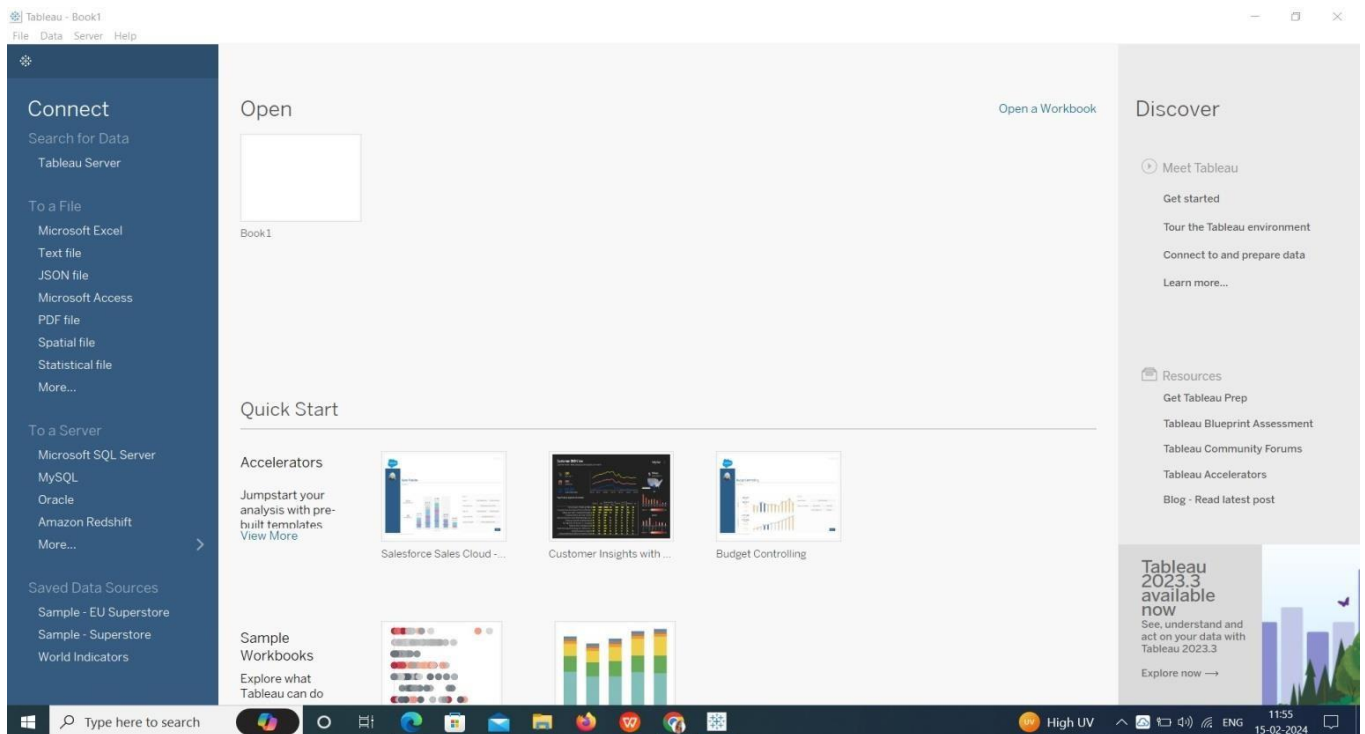 Tableau - Book1
File Data Server Help
Connect
Search for Data
Tableau Server
To a File
Microsoft Excel
Text file
JSON file
Microsoft Access
PDF file
Spatial file
Statistical file
More...
To a Server
Microsoft SQL Server
MySQL
Oracle
Amazon Redshift
More...
Saved Data Sources
Sample - EU Superstore
Sample - Superstore
World Indicators
Open
Open a Workbook
Book1
Quick Start
Accelerators
Jumpstart your
analysis with pre-
built templates
View More
Salesforce Sales Cloud -...
Customer Insights with ...
Budget Controlling
Sample
Workbooks
Explore what
Tableau can do
Discover
Meet Tableau
Get started
Tour the Tableau environment
Connect to and prepare data
Learn more...
Resources
Get Tableau Prep
Tableau Blueprint Assessment
Tableau Community Forums
Tableau Accelerators
Blog - Read latest post
Tableau
2023.3
available
now
See, understand and
act on your data with
Tableau 2023.3
Explore now →
Type here to search
UV
High UV
ENG
11:55
15-02-2024